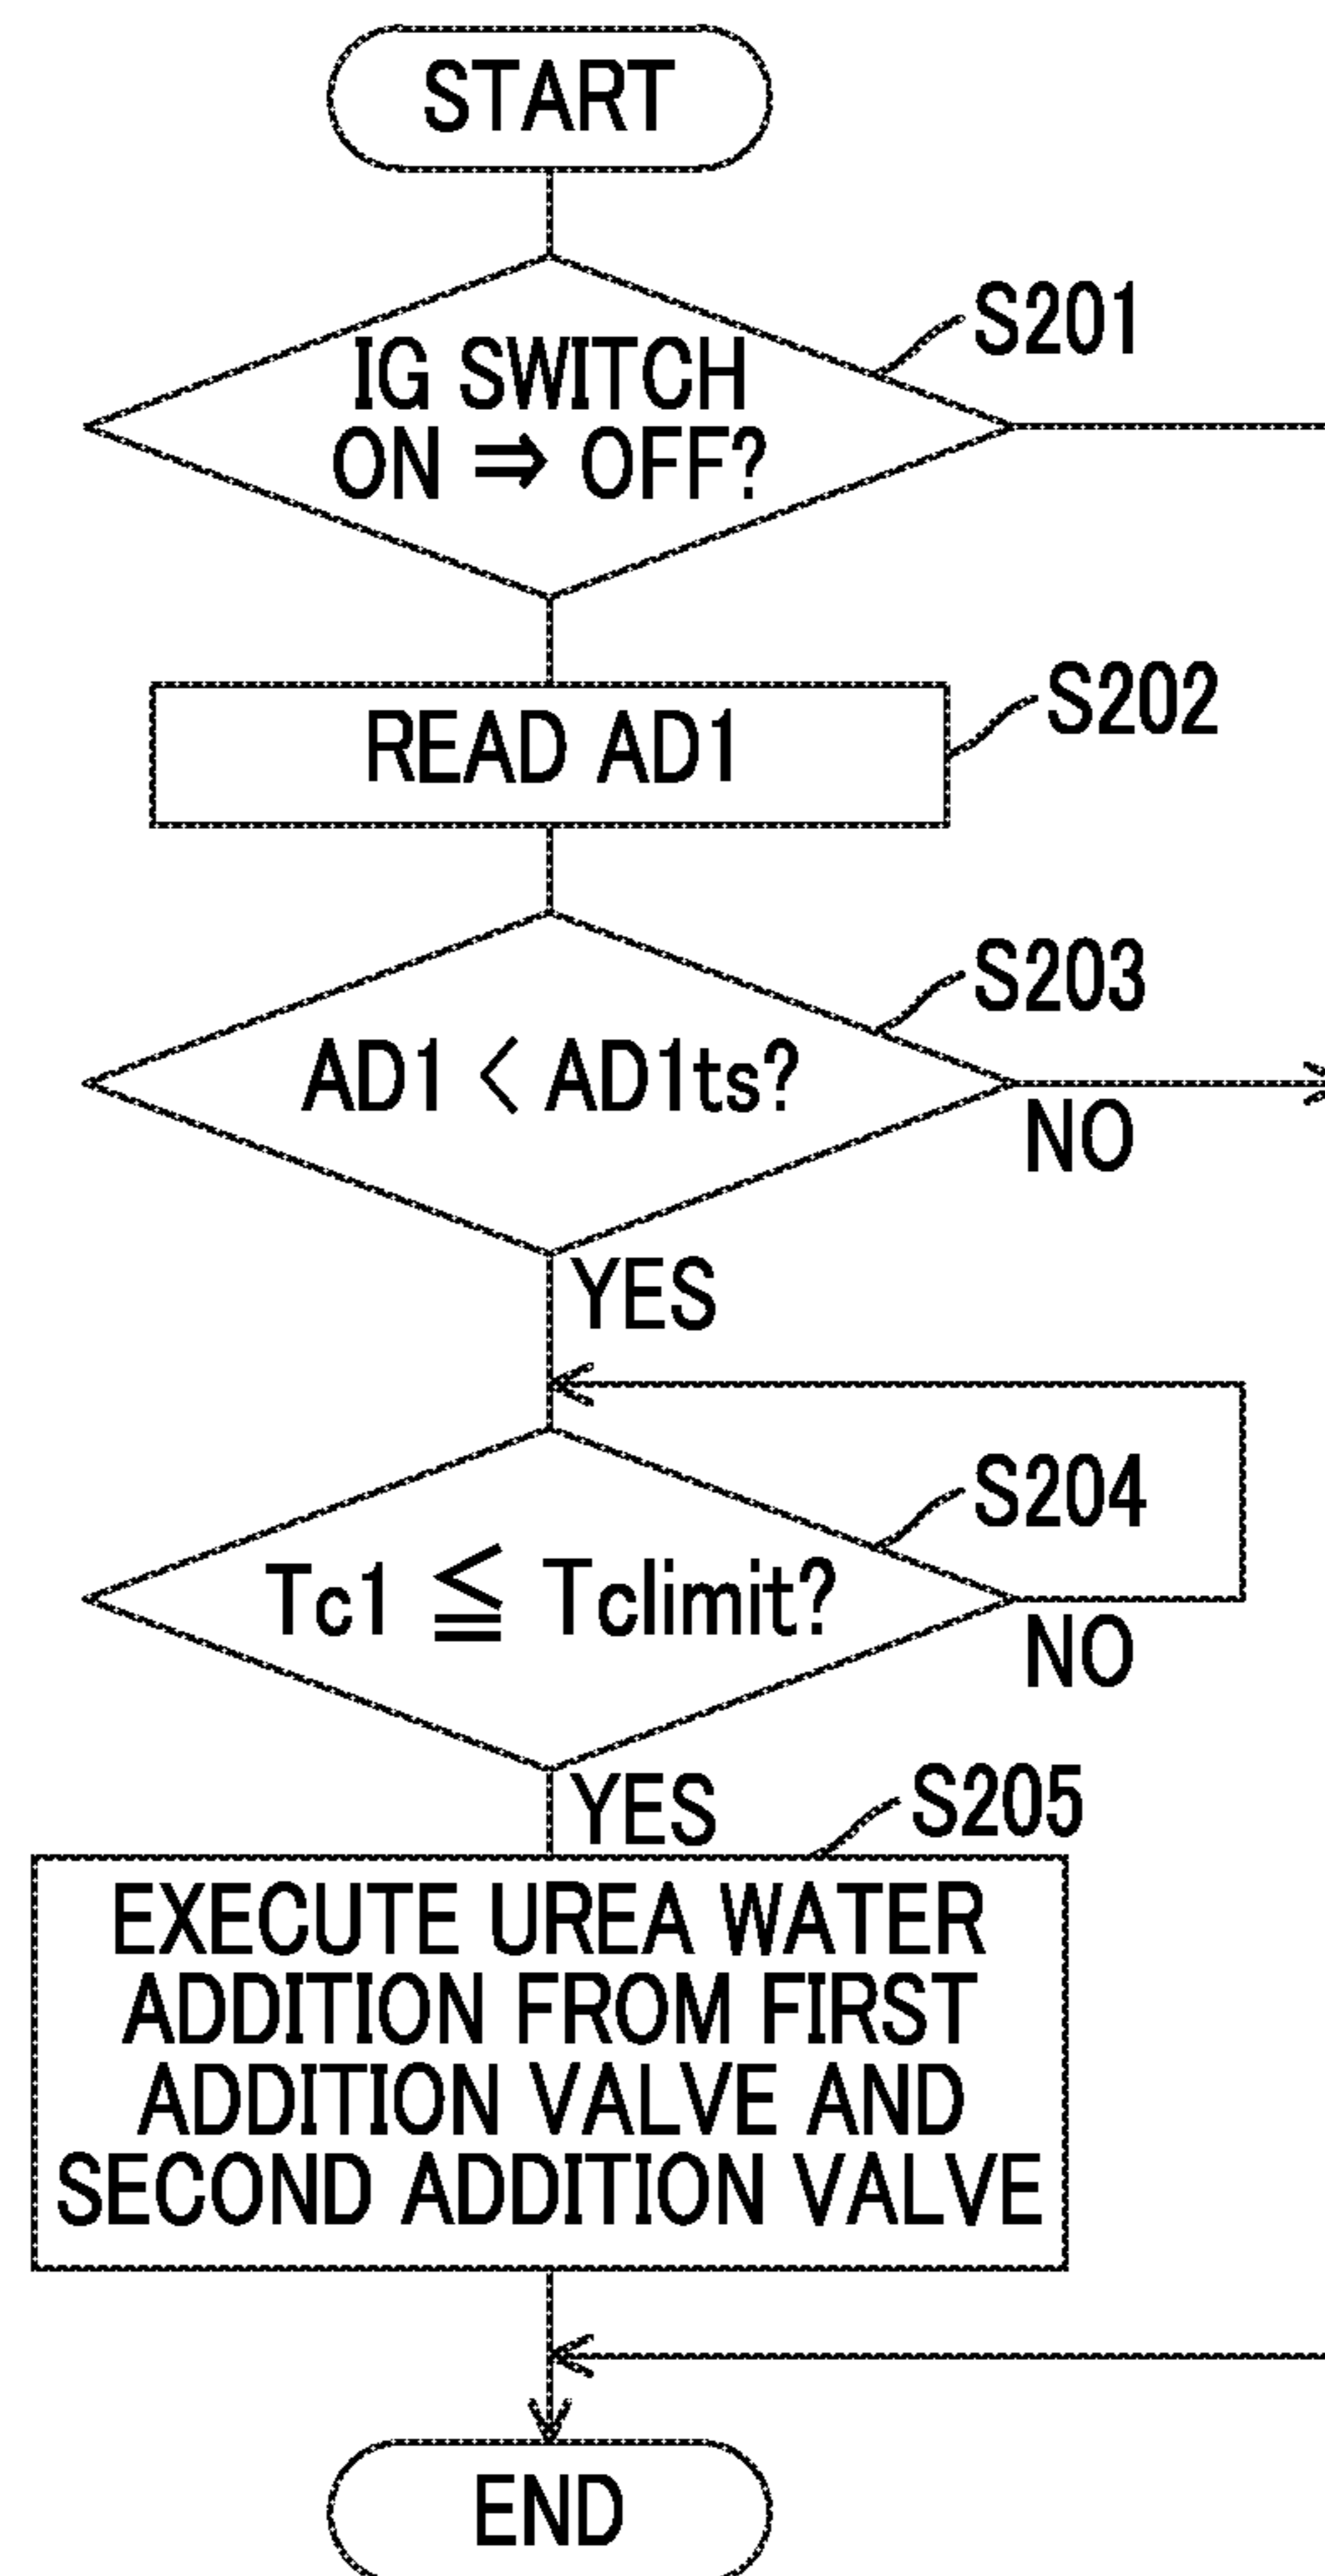 START
IG SWITCH
ON ⇒ OFF?
S201
READ AD1
S202
AD1 < AD1ts?
S203
NO
YES
Tc1 ≦ Tclimit?
S204
NO
YES
S205
EXECUTE UREA WATER
ADDITION FROM FIRST
ADDITION VALVE AND
SECOND ADDITION VALVE
END